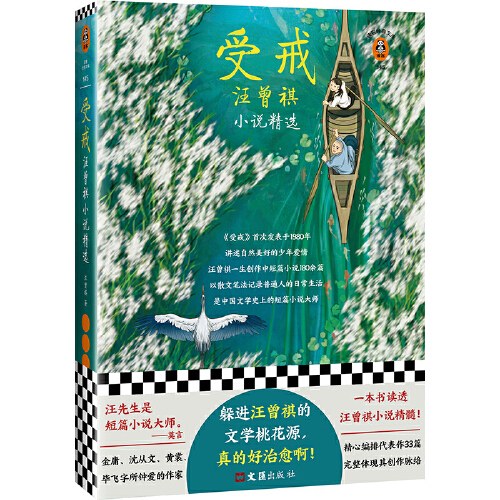 受戒
汪曾祺
小说精选
《受戒》首次发表于1980年
讲述自然美好的少年爱情
汪曾祺一生创作中短篇小说180余篇
以散文笔法记录普通人的日常生活
是中国文学史上的短篇小说大师
受戒
汪曾祺小说精选
汪曾祺 著
汪先生是
短篇小说大师。
——莫言
金庸、沈从文、黄裳、
毕飞宇所钟爱的作家
躲进汪曾祺的
文学桃花源，
真的好治愈啊！
文汇出版社
一本书读透
汪曾祺小说精髓！
精心编排代表作33篇
完整体现其创作脉络